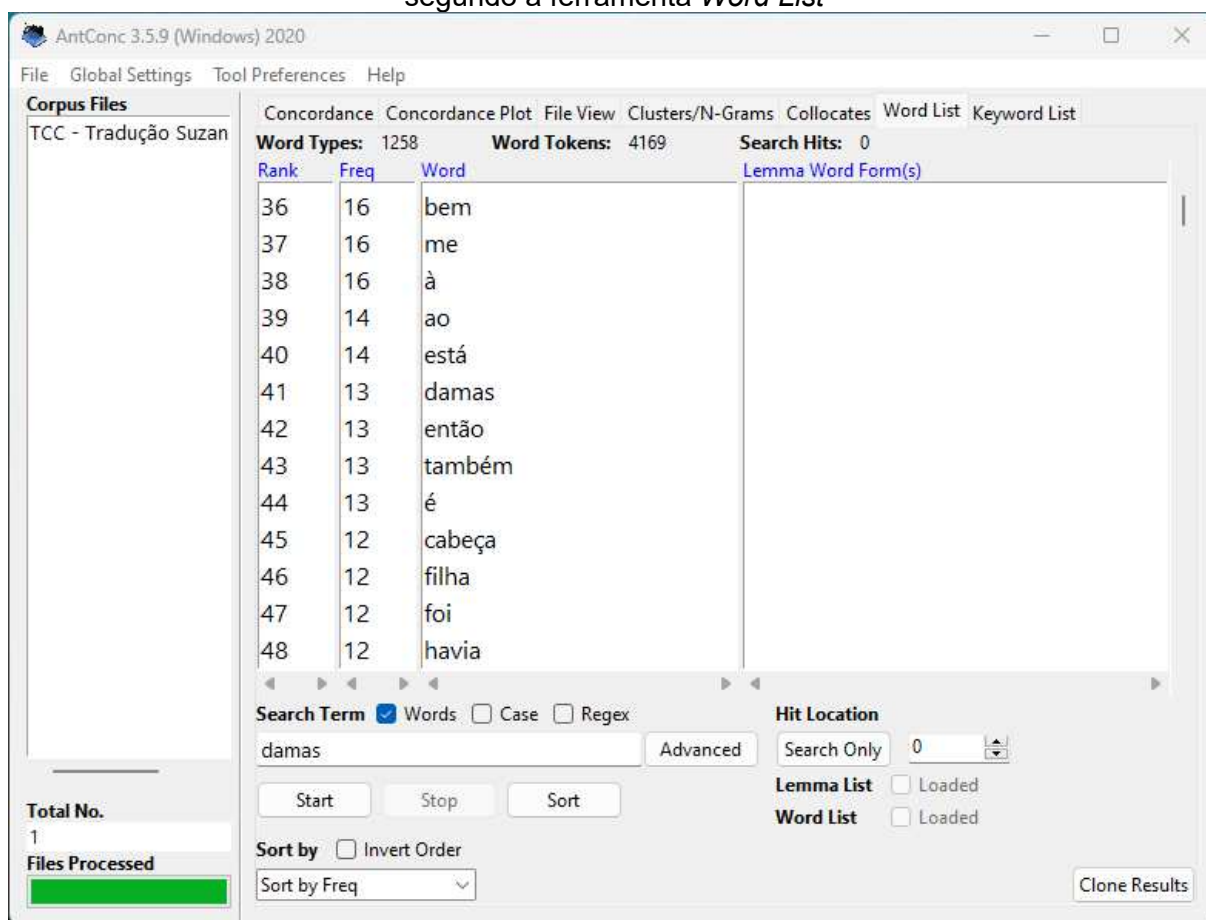 segundo a ferramenta Word List
AntConc 3.5.9 (Windows) 2020
File Global Settings Tool Preferences Help
Corpus Files
TCC - Tradução Suzan
Concordance Concordance Plot File View Clusters/N-Grams Collocates Word List Keyword List
Word Types: 1258 Word Tokens: 4169 Search Hits: 0
Rank Freq Word Lemma Word Form(s)
36 16 bem
37 16 me
38 16 à
39 14 ao
40 14 está
41 13 damas
42 13 então
43 13 também
44 13 é
45 12 cabeça
46 12 filha
47 12 foi
48 12 havia
Search Term Words Case Regex Hit Location
damas Advanced Search Only 0
Start Stop Sort Lemma List Loaded
Word List Loaded
Total No.
1
Files Processed
Sort by Invert Order
Sort by Freq Clone Results